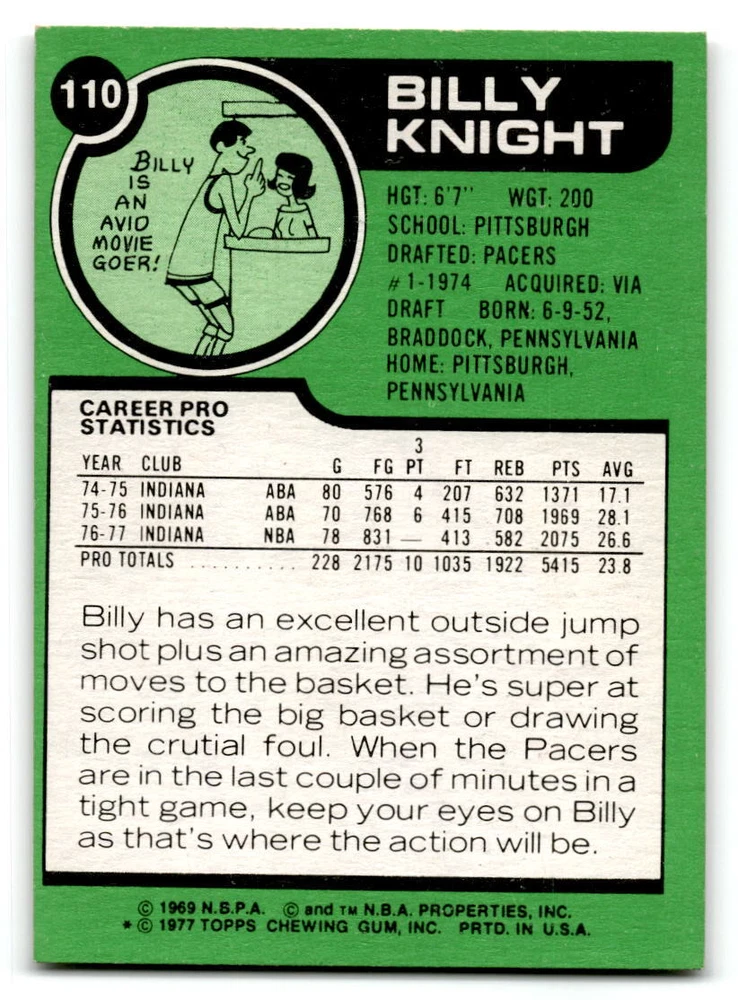 110
BILLY
KNIGHT
BILLY
IS
AN
AVID
MOVIE
GOER!
HGT: 6'7" WGT: 200
SCHOOL: PITTSBURGH
DRAFTED: PACERS
#1-1974 ACQUIRED: VIA
DRAFT BORN: 6-9-52,
BRADDOCK, PENNSYLVANIA
HOME: PITTSBURGH,
PENNSYLVANIA
CAREER PRO
STATISTICS
3
YEAR CLUB G FG PT FT REB PTS AVG
74-75 INDIANA ABA 80 576 4 207 632 1371 17.1
75-76 INDIANA ABA 70 768 6 415 708 1969 28.1
76-77 INDIANA NBA 78 831 — 413 582 2075 26.6
PRO TOTALS .......... 228 2175 10 1035 1922 5415 23.8
Billy has an excellent outside jump
shot plus an amazing assortment of
moves to the basket. He's super at
scoring the big basket or drawing
the crutial foul. When the Pacers
are in the last couple of minutes in a
tight game, keep your eyes on Billy
as that's where the action will be.
© 1969 N.B.P.A. © and TM N.B.A. PROPERTIES, INC.
* © 1977 TOPPS CHEWING GUM, INC. PRTD. IN U.S.A.